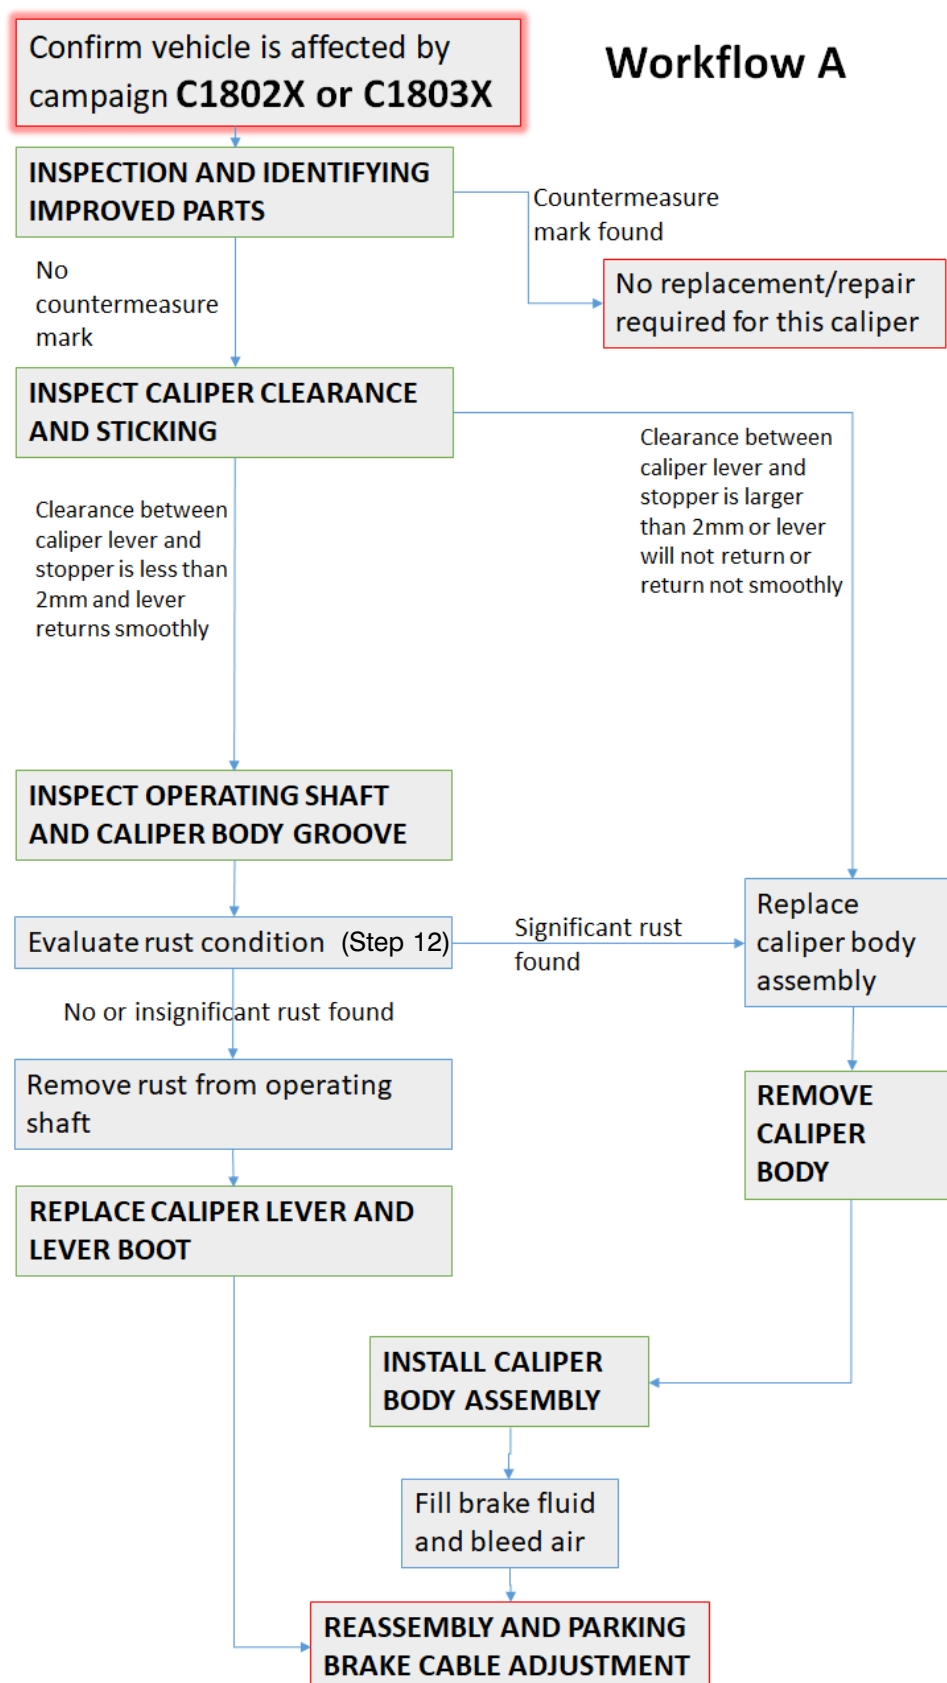 Confirm vehicle is affected by
campaign C1802X or C1803X
Workflow A
INSPECTION AND IDENTIFYING
IMPROVED PARTS
Countermeasure
mark found
No
countermeasure
mark
No replacement/repair
required for this caliper
INSPECT CALIPER CLEARANCE
AND STICKING
Clearance between
caliper lever and
stopper is larger
than 2mm or lever
will not return or
return not smoothly
Clearance between
caliper lever and
stopper is less than
2mm and lever
returns smoothly
INSPECT OPERATING SHAFT
AND CALIPER BODY GROOVE
Evaluate rust condition (Step 12)
Significant rust
found
Replace
caliper body
assembly
No or insignificant rust found
Remove rust from operating
shaft
REMOVE
CALIPER
BODY
REPLACE CALIPER LEVER AND
LEVER BOOT
INSTALL CALIPER
BODY ASSEMBLY
Fill brake fluid
and bleed air
REASSEMBLY AND PARKING
BRAKE CABLE ADJUSTMENT